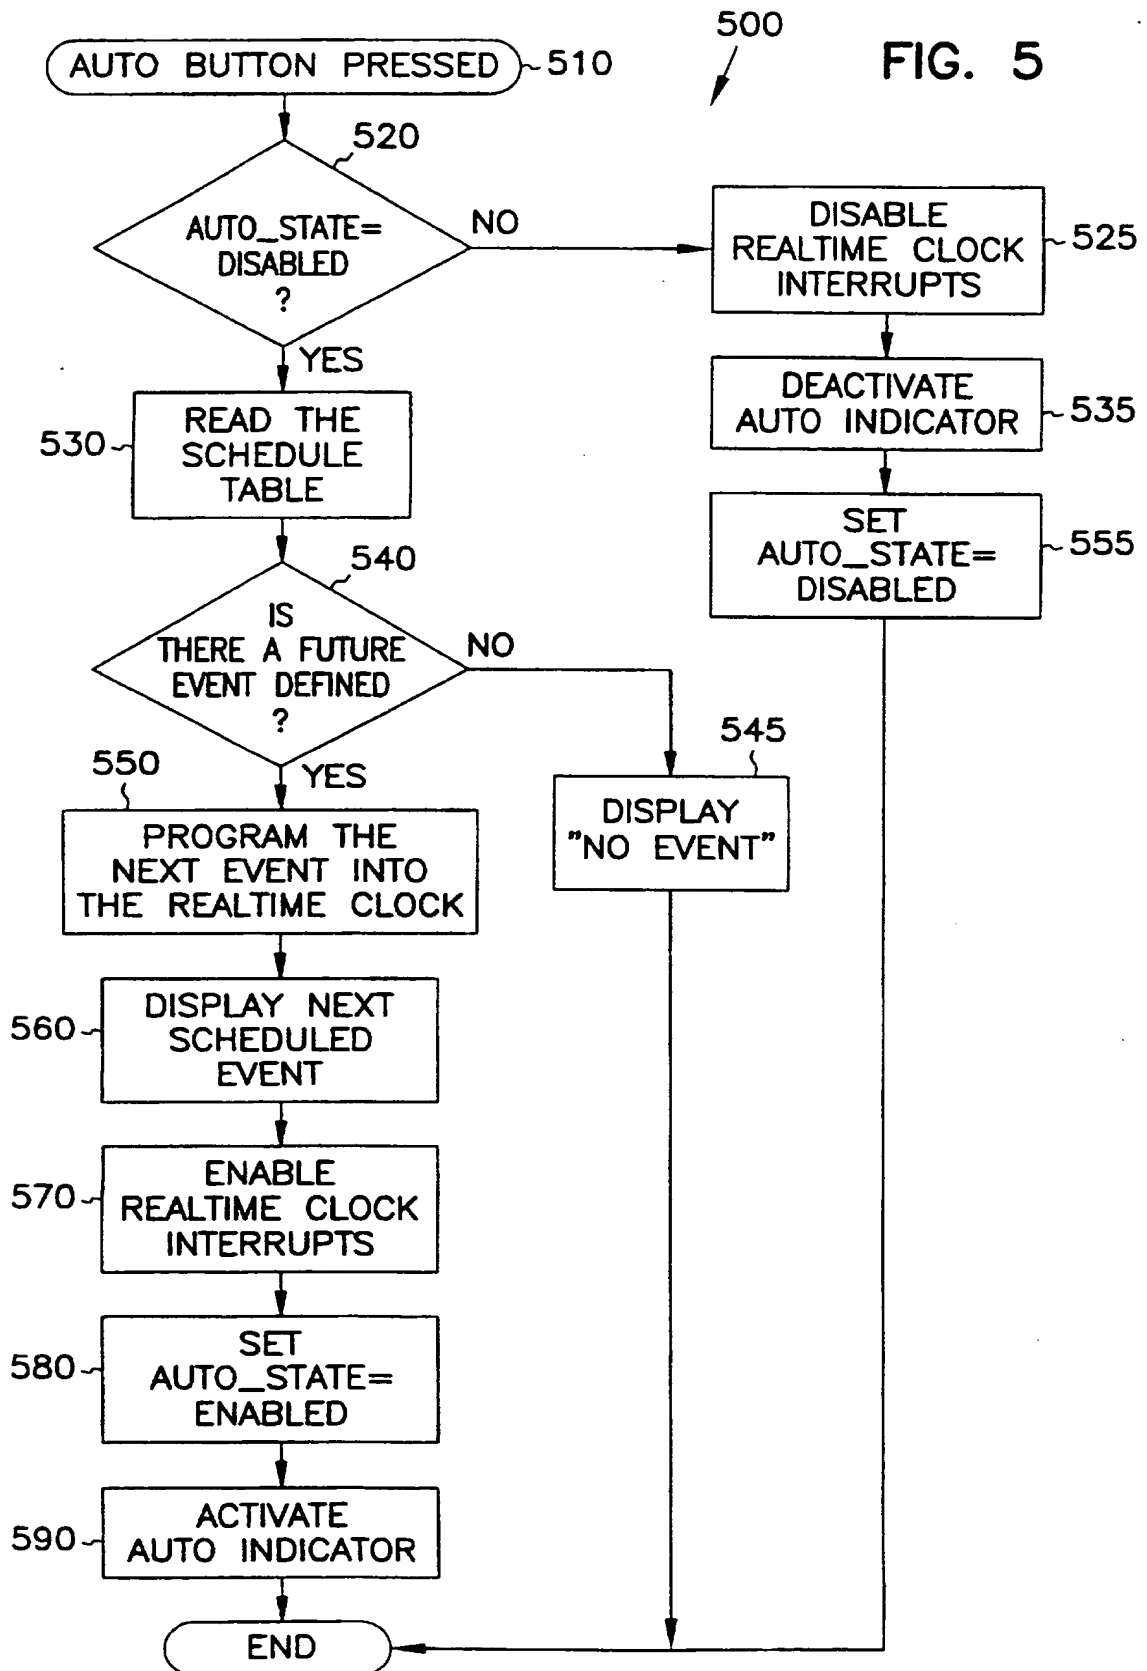 500
FIG. 5
AUTO BUTTON PRESSED
510
520
AUTO_STATE=
DISABLED
?
NO
YES
DISABLE
REALTIME CLOCK
INTERRUPTS
525
DEACTIVATE
AUTO INDICATOR
535
SET
AUTO_STATE=
DISABLED
555
530
READ THE
SCHEDULE
TABLE
540
IS
THERE A FUTURE
EVENT DEFINED
?
NO
YES
545
DISPLAY
"NO EVENT"
550
PROGRAM THE
NEXT EVENT INTO
THE REALTIME CLOCK
560
DISPLAY NEXT
SCHEDULED
EVENT
570
ENABLE
REALTIME CLOCK
INTERRUPTS
580
SET
AUTO_STATE=
ENABLED
590
ACTIVATE
AUTO INDICATOR
END